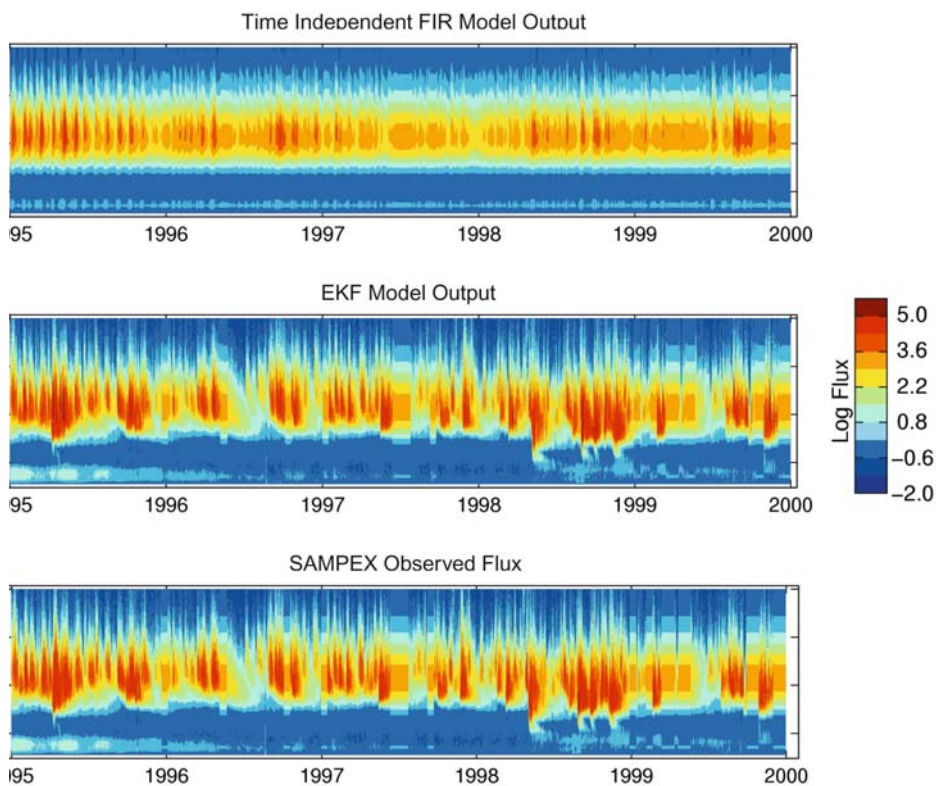 Time Independent FIR Model Output
95 1996 1997 1998 1999 2000
EKF Model Output
95 1996 1997 1998 1999 2000
Log Flux
5.0
3.6
2.2
0.8
−0.6
−2.0
SAMPEX Observed Flux
95 1996 1997 1998 1999 2000